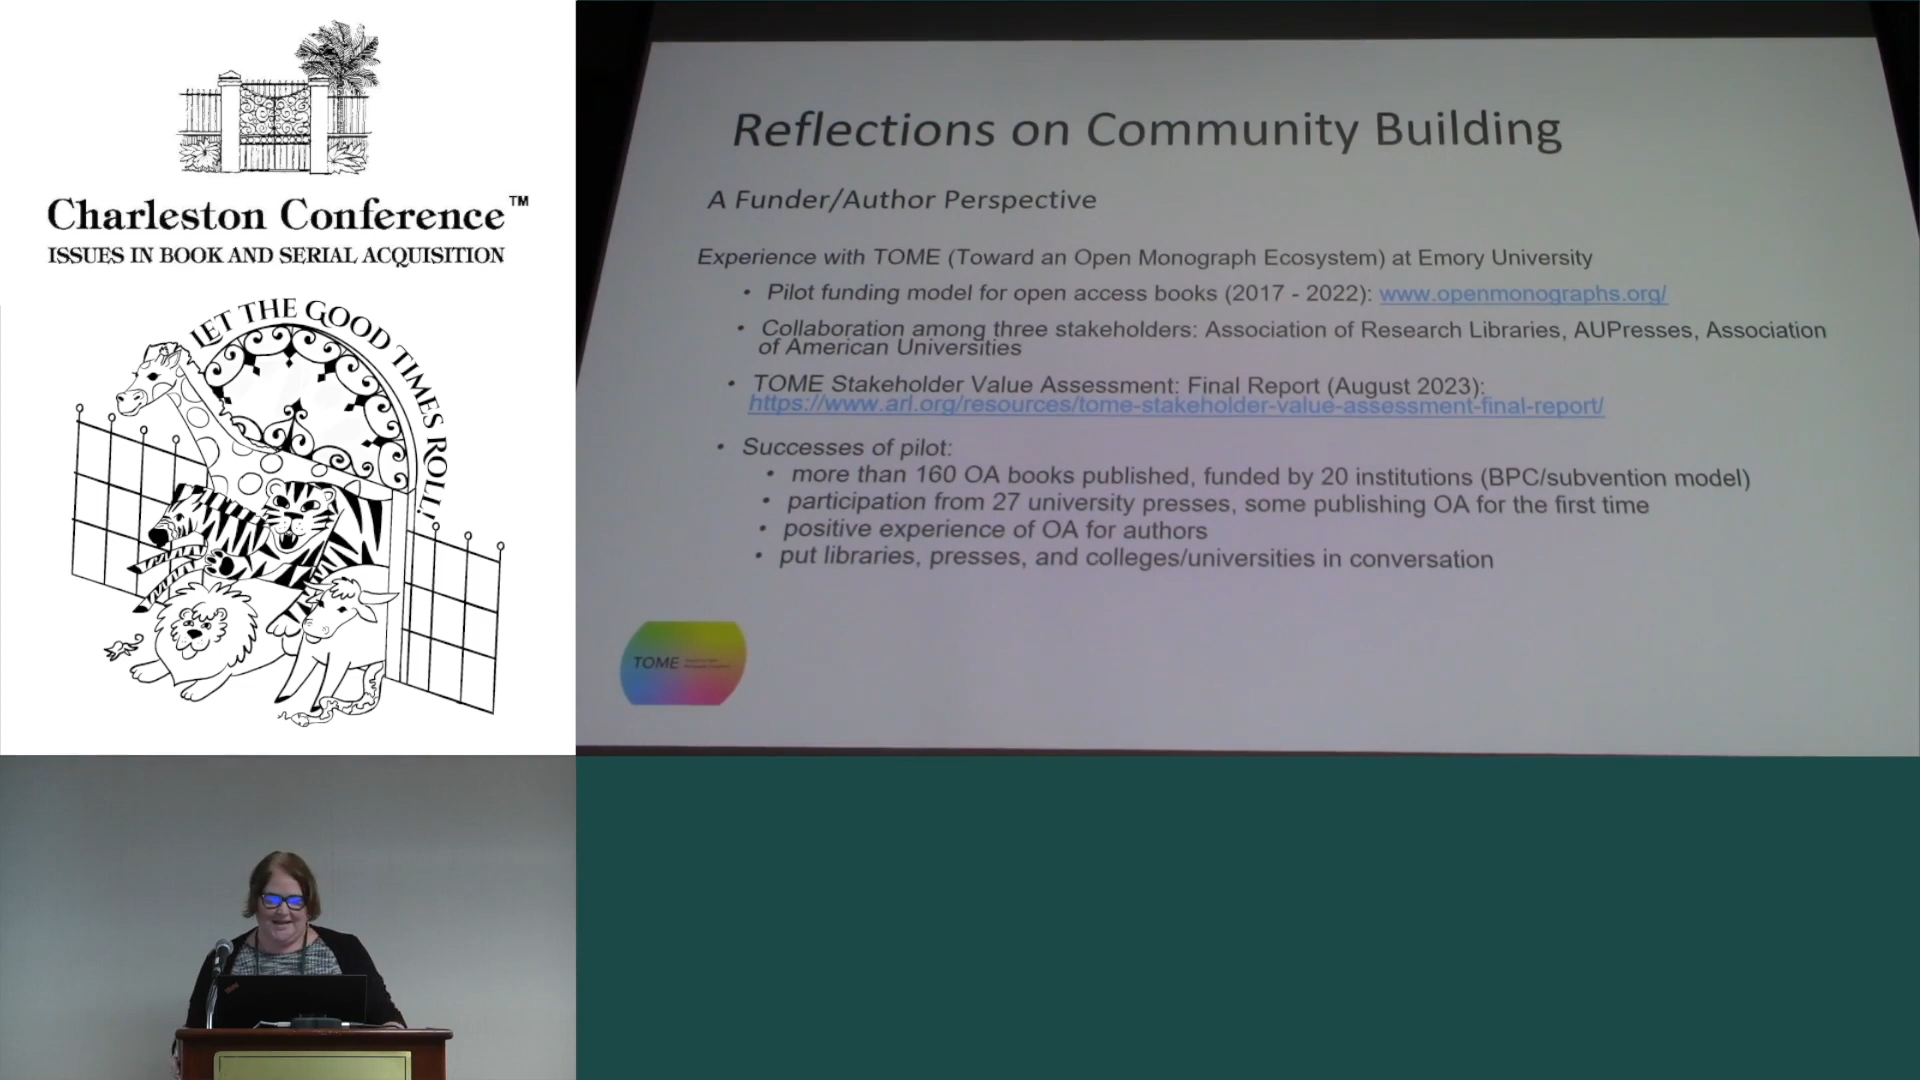 Charleston Conference™
ISSUES IN BOOK AND SERIAL ACQUISITION
LET THE GOOD TIMES ROLL!
Reflections on Community Building
A Funder/Author Perspective
Experience with TOME (Toward an Open Monograph Ecosystem) at Emory University
• Pilot funding model for open access books (2017 - 2022): www.openmonographs.org/
• Collaboration among three stakeholders: Association of Research Libraries, AUPresses, Association
of American Universities
• TOME Stakeholder Value Assessment: Final Report (August 2023):
https://www.arl.org/resources/tome-stakeholder-value-assessment-final-report/
• Successes of pilot:
• more than 160 OA books published, funded by 20 institutions (BPC/subvention model)
• participation from 27 university presses, some publishing OA for the first time
• positive experience of OA for authors
• put libraries, presses, and colleges/universities in conversation
TOME